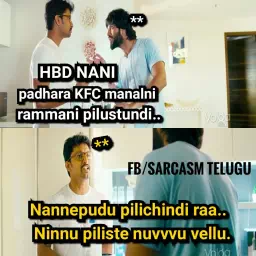 **
HBD NANI
padhara KFC manalni
rammani pilustundi..
**
FB/SARCASM TELUGU
Nannepudu pilichindi raa..
Ninnu piliste nuvvvu vellu.